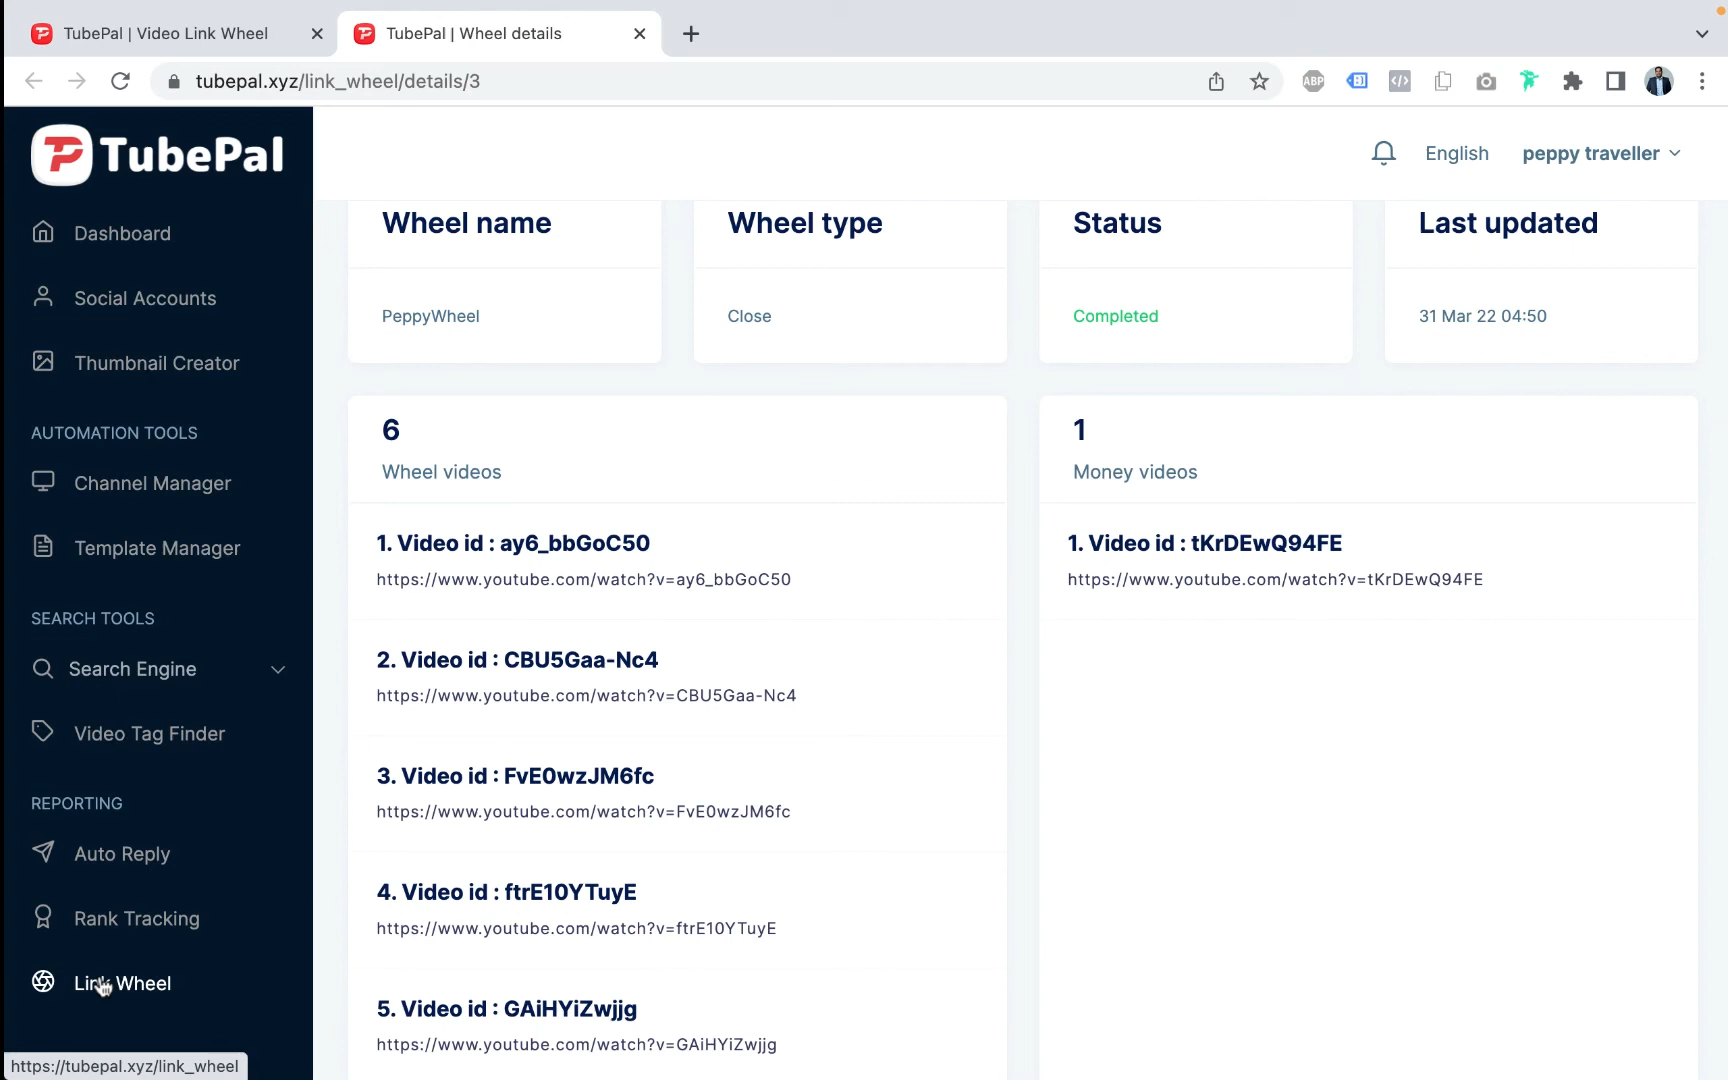 TubePal | Video Link Wheel
TubePal | Wheel details
tubepal.xyz/link_wheel/details/3
ABP
TubePal
English
peppy traveller
Dashboard
Social Accounts
Thumbnail Creator
AUTOMATION TOOLS
Channel Manager
Template Manager
SEARCH TOOLS
Search Engine
Video Tag Finder
REPORTING
Auto Reply
Rank Tracking
Link Wheel
https://tubepal.xyz/link_wheel
Wheel name
PeppyWheel
Wheel type
Close
Status
Completed
Last updated
31 Mar 22 04:50
6
Wheel videos
1. Video id : ay6_bbGoC50
https://www.youtube.com/watch?v=ay6_bbGoC50
2. Video id : CBU5Gaa-Nc4
https://www.youtube.com/watch?v=CBU5Gaa-Nc4
3. Video id : FvE0wzJM6fc
https://www.youtube.com/watch?v=FvE0wzJM6fc
4. Video id : ftrE10YTuyE
https://www.youtube.com/watch?v=ftrE10YTuyE
5. Video id : GAiHYiZwjjg
https://www.youtube.com/watch?v=GAiHYiZwjjg
1
Money videos
1. Video id : tKrDEwQ94FE
https://www.youtube.com/watch?v=tKrDEwQ94FE